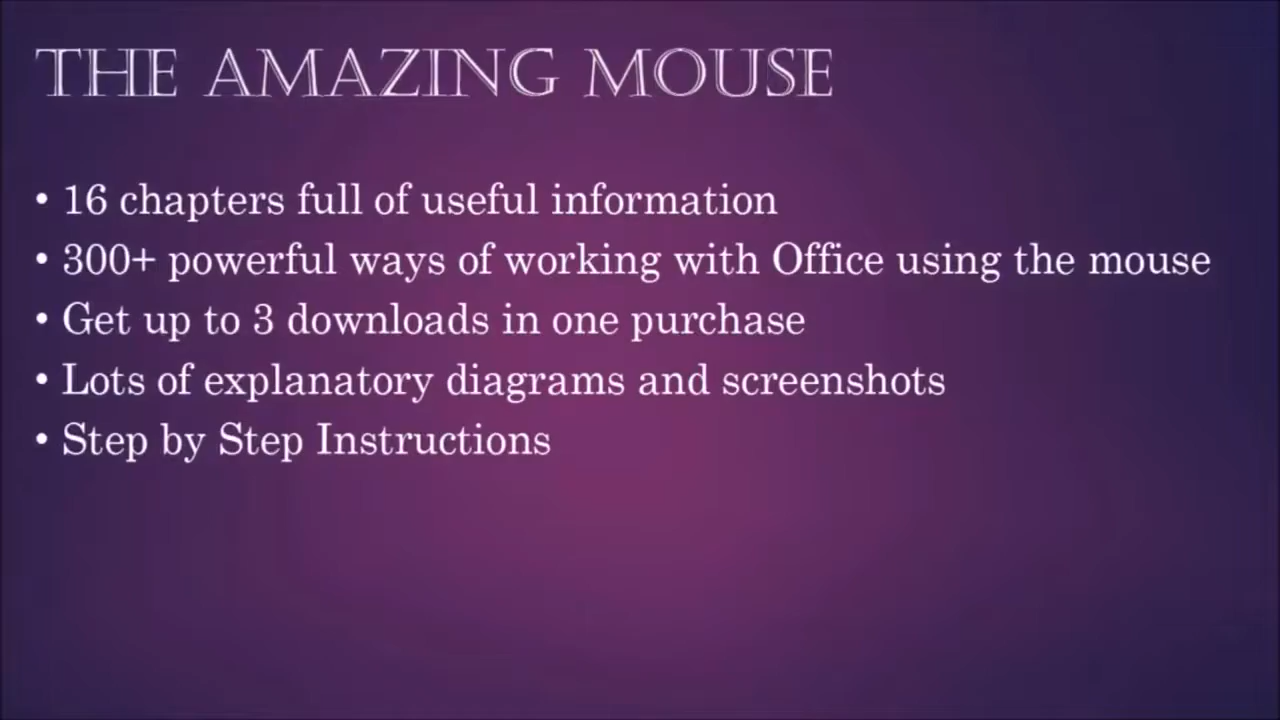 THE AMAZING MOUSE
• 16 chapters full of useful information
• 300+ powerful ways of working with Office using the mouse
• Get up to 3 downloads in one purchase
• Lots of explanatory diagrams and screenshots
• Step by Step Instructions